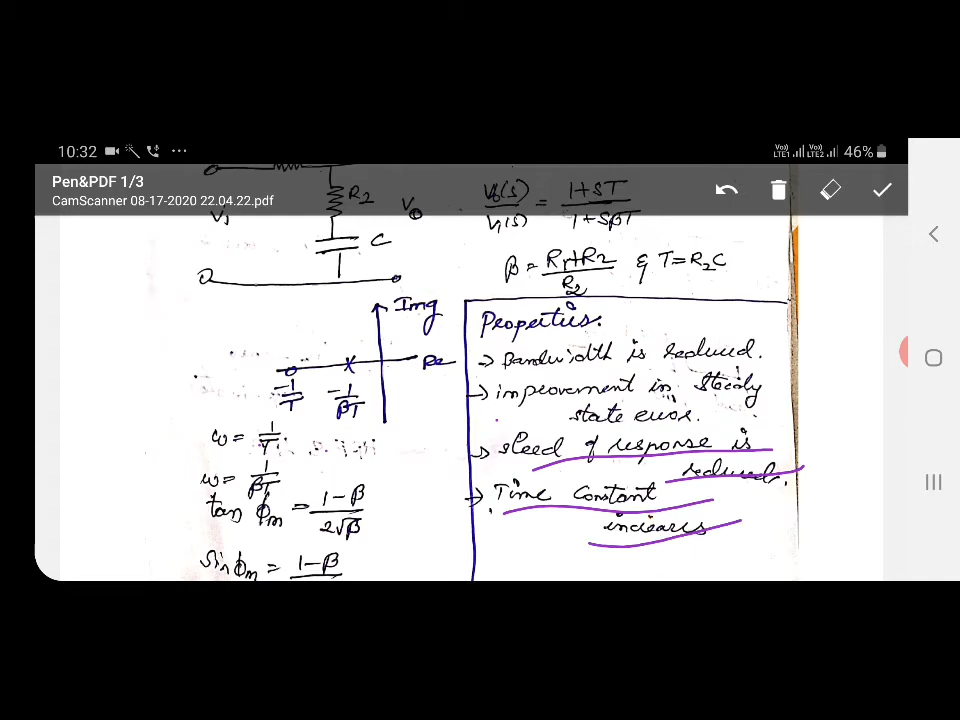 10:32
46%
Pen&PDF 1/3
CamScanner 08-17-2020 22.04.22.pdf
R2
C
V0(s)/V1(s) = 1+ST/1+SβT
β = R1+R2/R2 & T=R2C
Img
Re
-1/T -1/βT
ω = 1/T
ω = 1/βT
tan ϕm = 1-β/2√β
Sin ϕm = 1-β
Properties:
→ Bandwidth is reduced.
→ improvement in steady
state error.
→ speed of response is
reduced.
→ Time Constant
increases